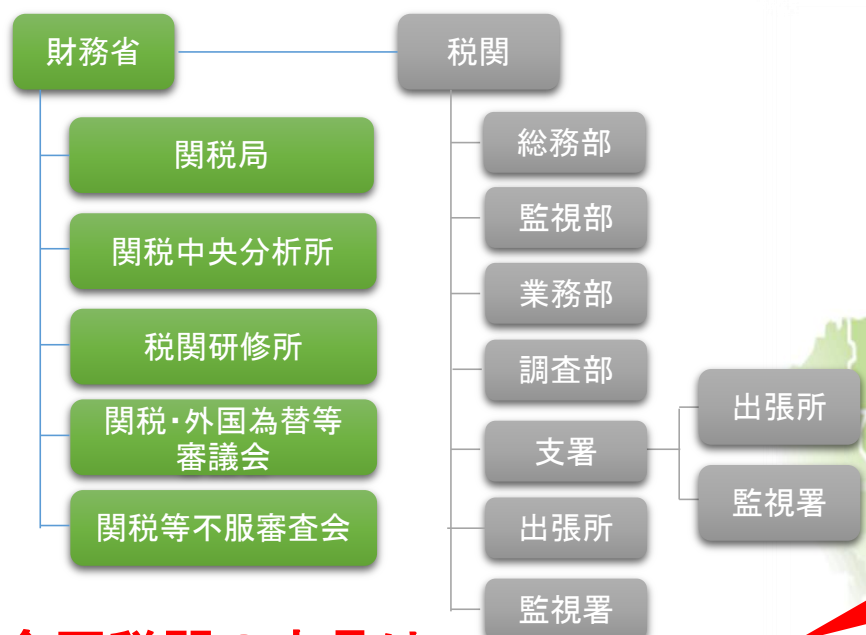 財務省
税関
関税局
関税中央分析所
税関研修所
関税・外国為替等
審議会
関税等不服審査会
総務部
監視部
業務部
調査部
支署
出張所
監視署
出張所
監視署